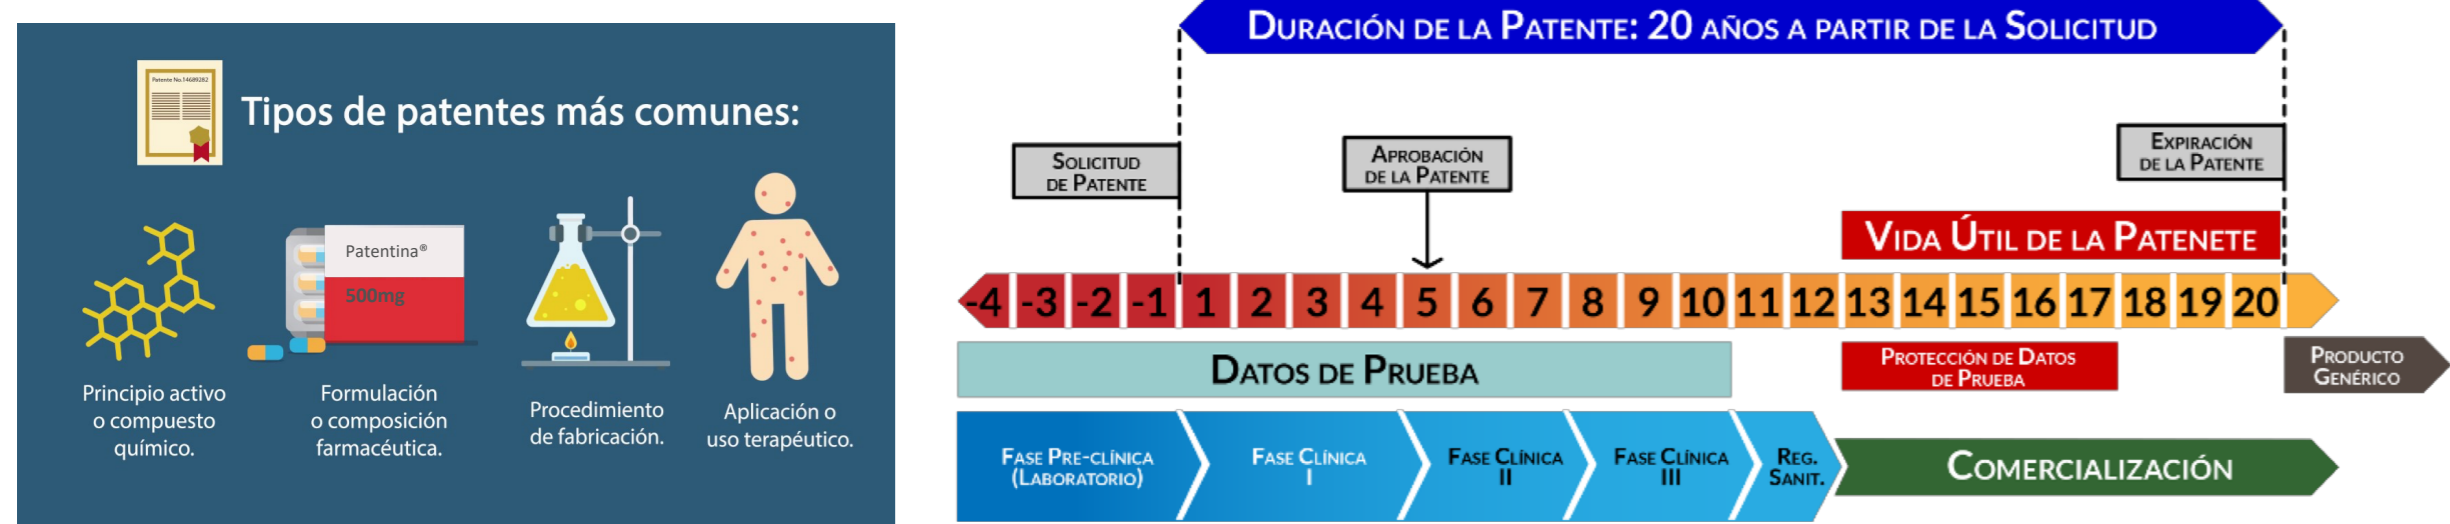 Patente No.14689282
Tipos de patentes más comunes:
Patentina®
500mg
Principio activo
o compuesto
químico.
Formulación
o composición
farmacéutica.
Procedimiento
de fabricación.
Aplicación o
uso terapéutico.
DURACIÓN DE LA PATENTE: 20 AÑOS A PARTIR DE LA SOLICITUD
SOLICITUD
DE PATENTE
APROBACIÓN
DE LA PATENTE
EXPIRACIÓN
DE LA PATENTE
VIDA ÚTIL DE LA PATENETE
-4 -3 -2 -1 1 2 3 4 5 6 7 8 9 10 11 12 13 14 15 16 17 18 19 20
DATOS DE PRUEBA
PROTECCIÓN DE DATOS
DE PRUEBA
PRODUCTO
GENÉRICO
FASE PRE-CLÍNICA
(LABORATORIO)
FASE CLÍNICA
I
FASE CLÍNICA
II
FASE CLÍNICA
III
REG.
SANIT.
COMERCIALIZACIÓN